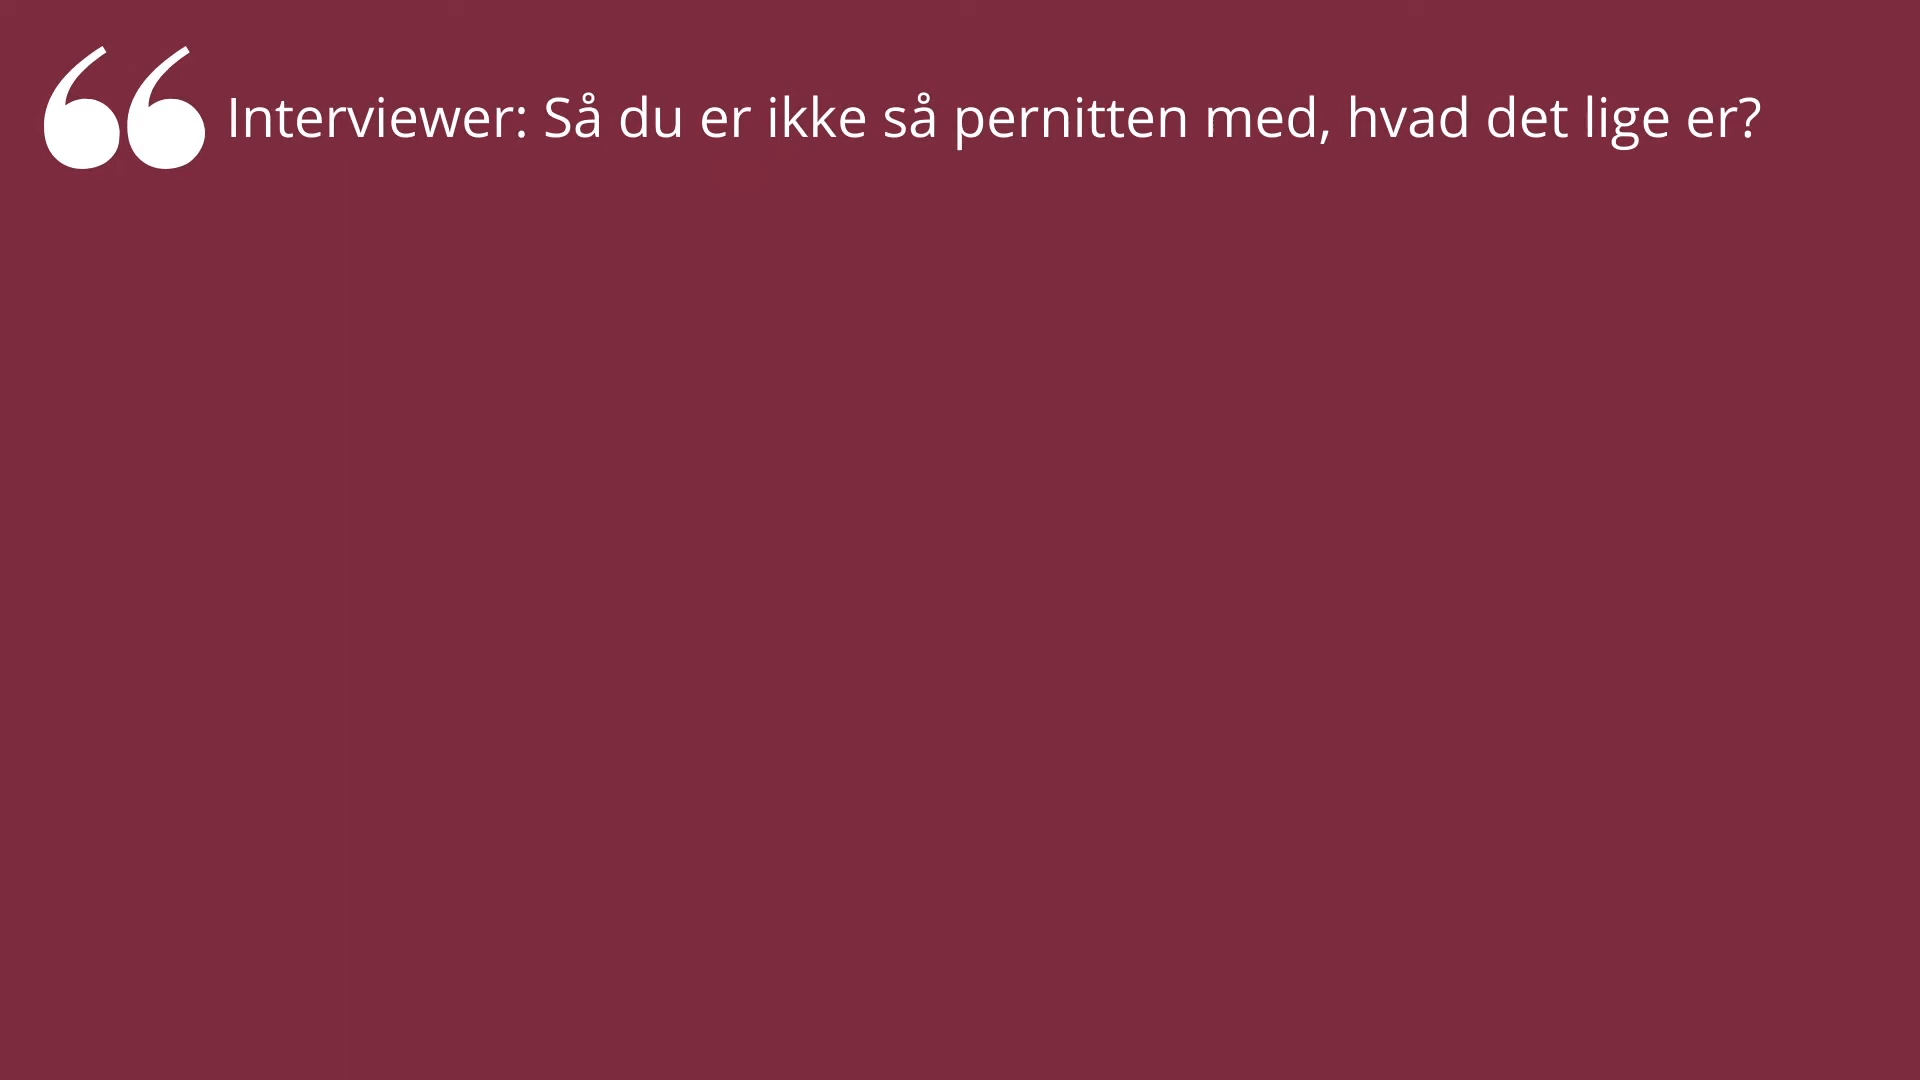 Interviewer: Så du er ikke så pernitten med, hvad det lige er?